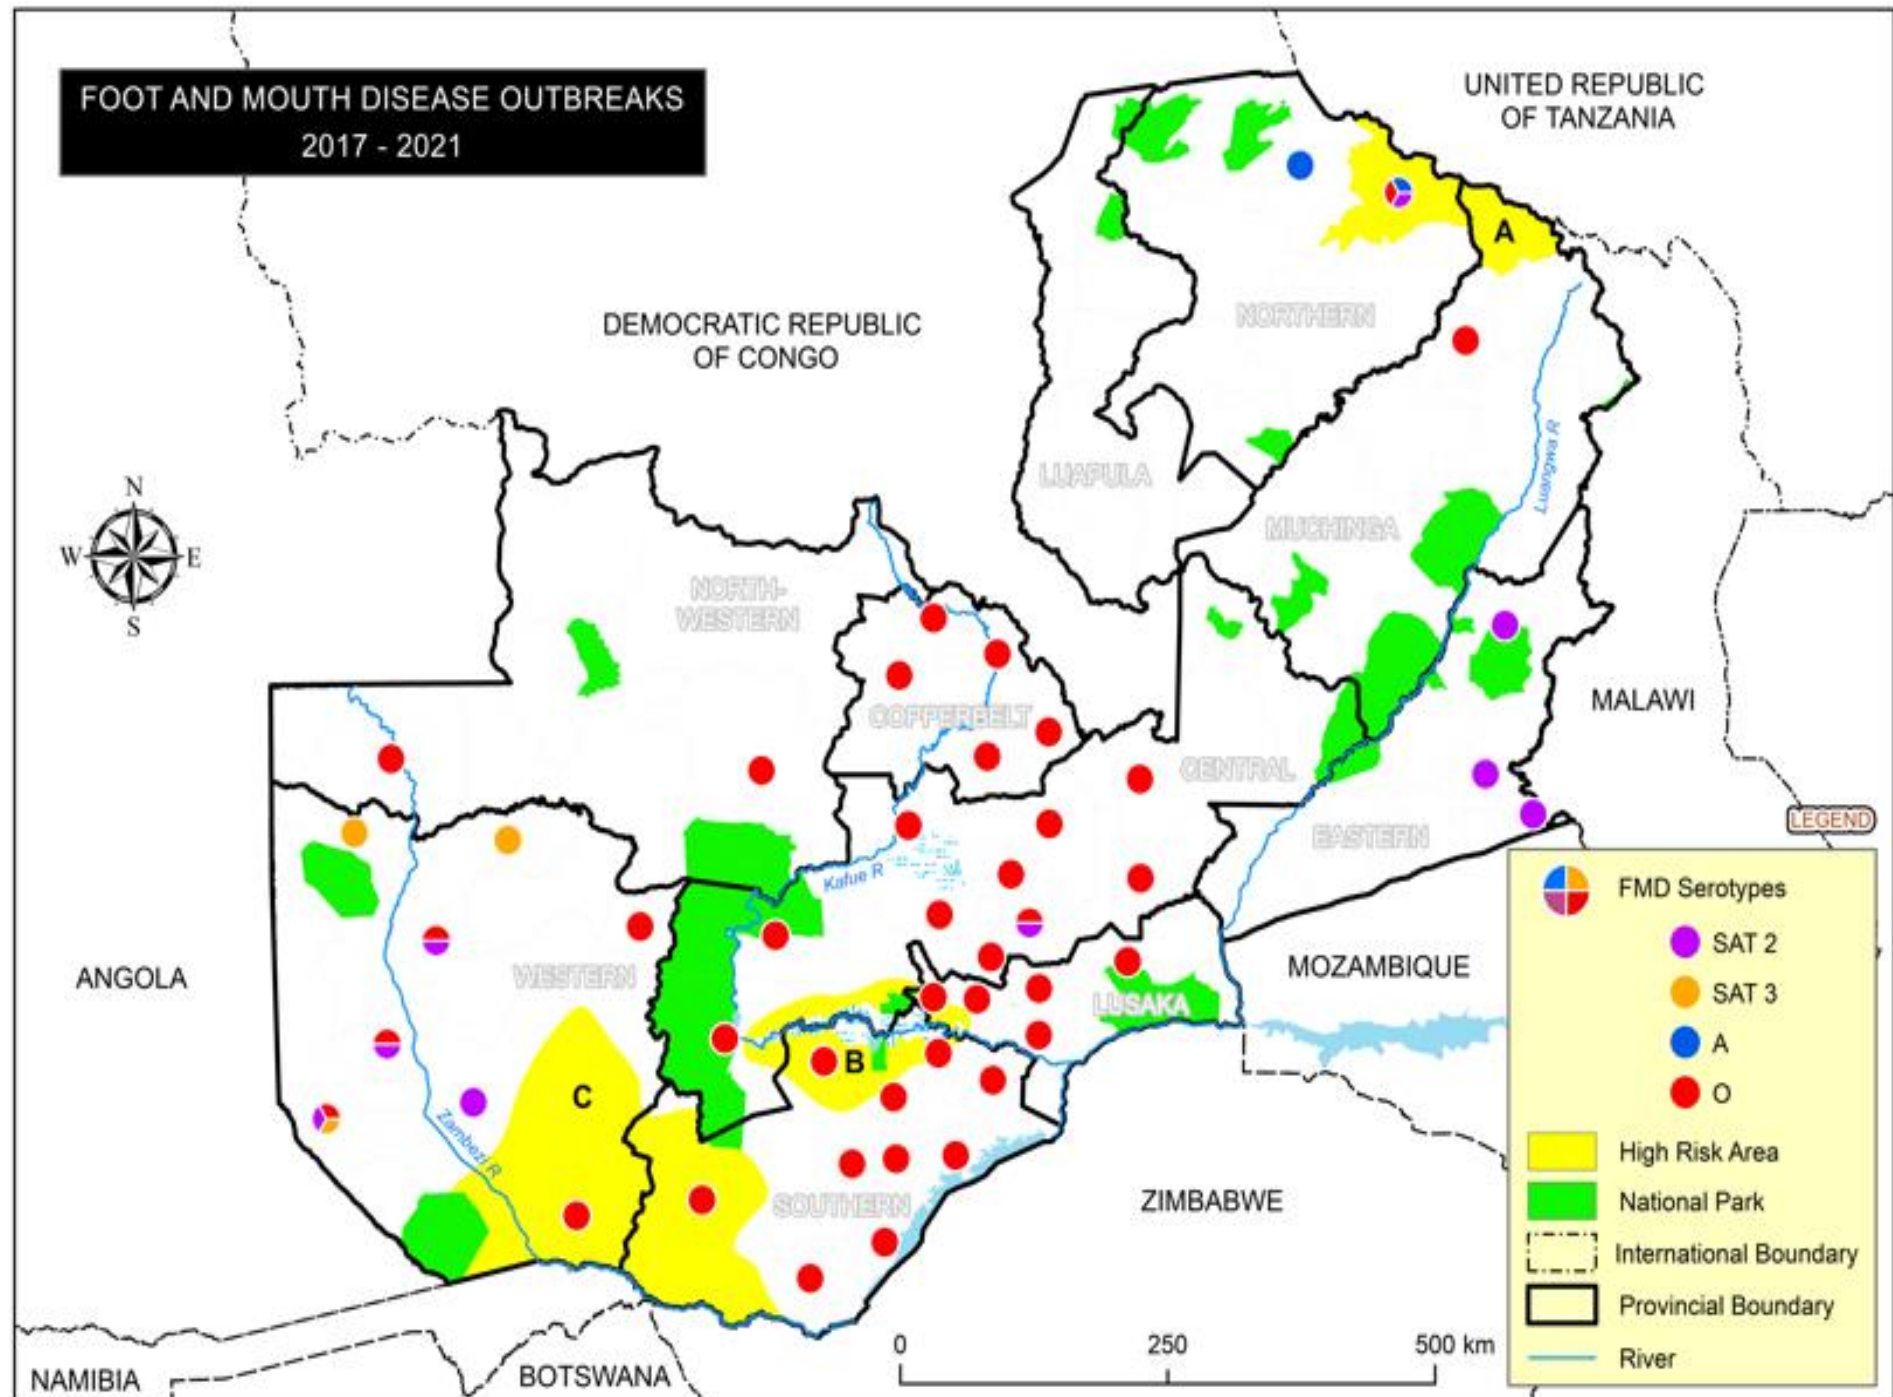 FOOT AND MOUTH DISEASE OUTBREAKS
2017 - 2021
UNITED REPUBLIC
OF TANZANIA
A
DEMOCRATIC REPUBLIC
OF CONGO
NORTHERN
LUAPULA
Luangwa R
MUCHINGA
N
W
E
S
NORTH-
WESTERN
COPPERBELT
MALAWI
CENTRAL
EASTERN
Kafue R
ANGOLA
WESTERN
MOZAMBIQUE
LUSAKA
B
C
Zambezi R
SOUTHERN
ZIMBABWE
NAMIBIA
BOTSWANA
0
250
500 km
LEGEND
FMD Serotypes
SAT 2
SAT 3
A
O
High Risk Area
National Park
International Boundary
Provincial Boundary
River